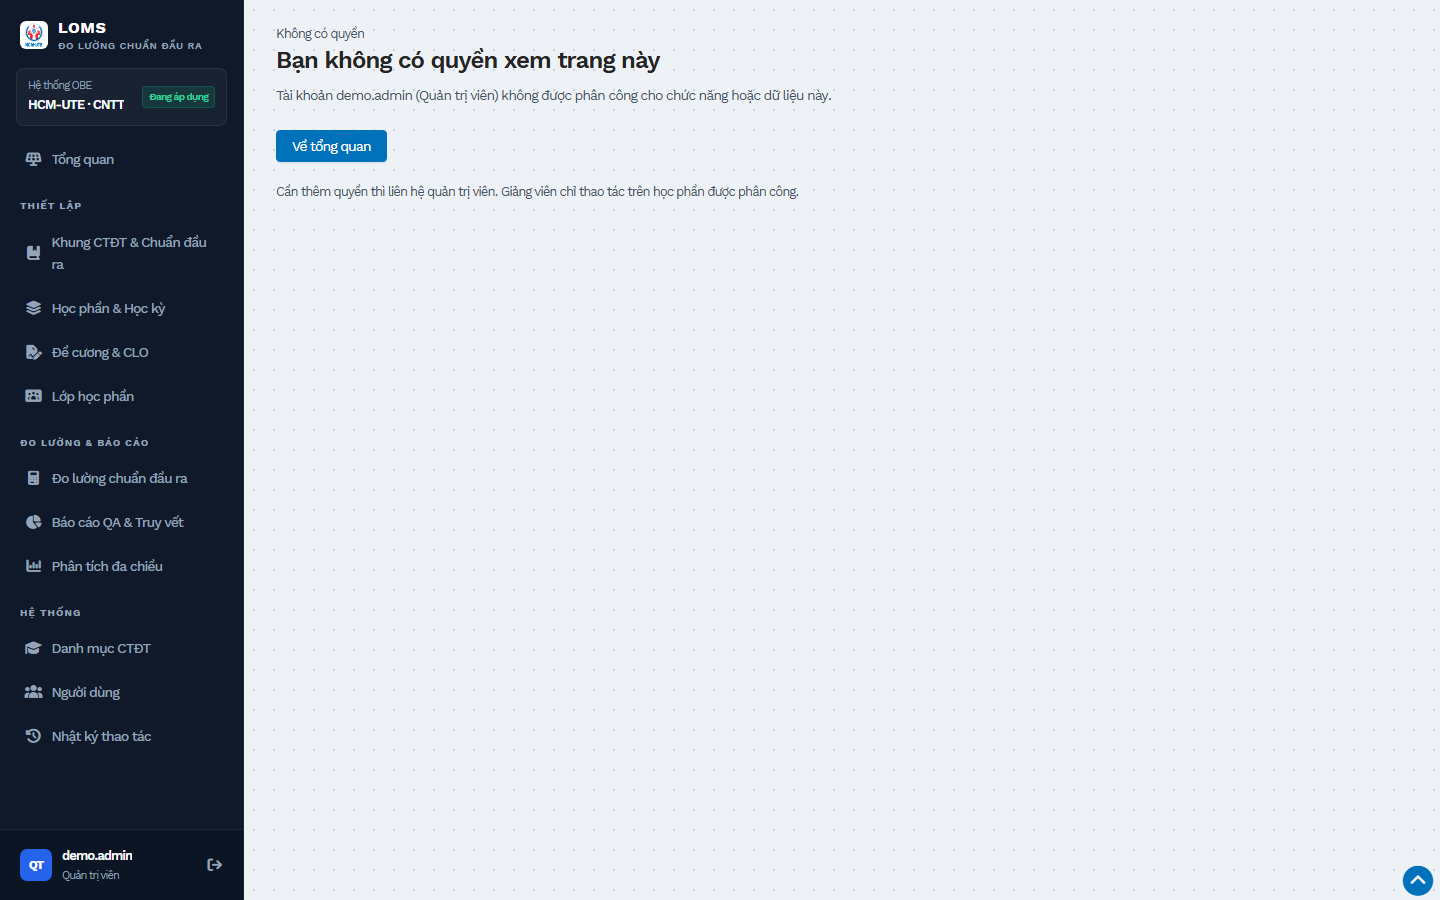 HCM-UTE
LOMS
ĐO LƯỜNG CHUẨN ĐẦU RA
Hệ thống OBE
HCM-UTE · CNTT
Đang áp dụng
Tổng quan
THIẾT LẬP
Khung CTĐT & Chuẩn đầu
ra
Học phần & Học kỳ
Đề cương & CLO
Lớp học phần
ĐO LƯỜNG & BÁO CÁO
Đo lường chuẩn đầu ra
Báo cáo QA & Truy vết
Phân tích đa chiều
HỆ THỐNG
Danh mục CTĐT
Người dùng
Nhật ký thao tác
QT
demo.admin
Quản trị viên
Không có quyền
Bạn không có quyền xem trang này
Tài khoản demo.admin (Quản trị viên) không được phân công cho chức năng hoặc dữ liệu này.
Về tổng quan
Cần thêm quyền thì liên hệ quản trị viên. Giảng viên chỉ thao tác trên học phần được phân công.